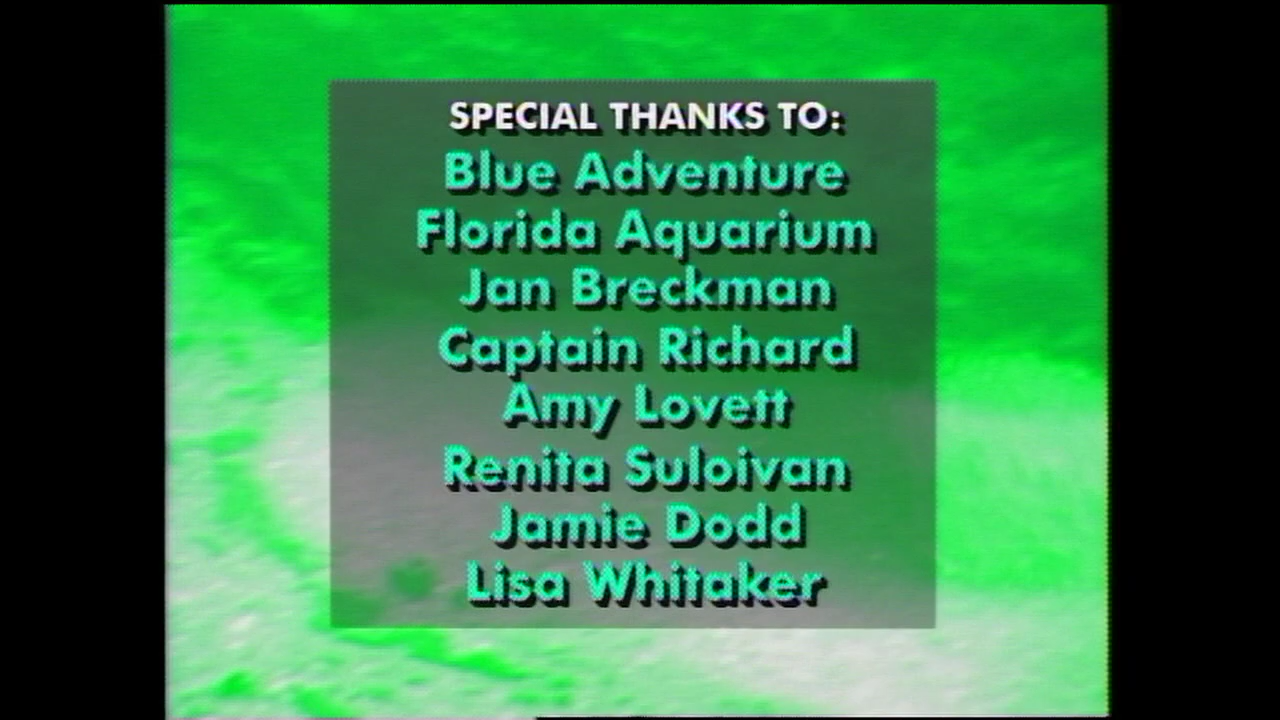 SPECIAL THANKS TO:
Blue Adventure
Florida Aquarium
Jan Breckman
Captain Richard
Amy Lovett
Renita Suloivan
Jamie Dodd
Lisa Whitaker